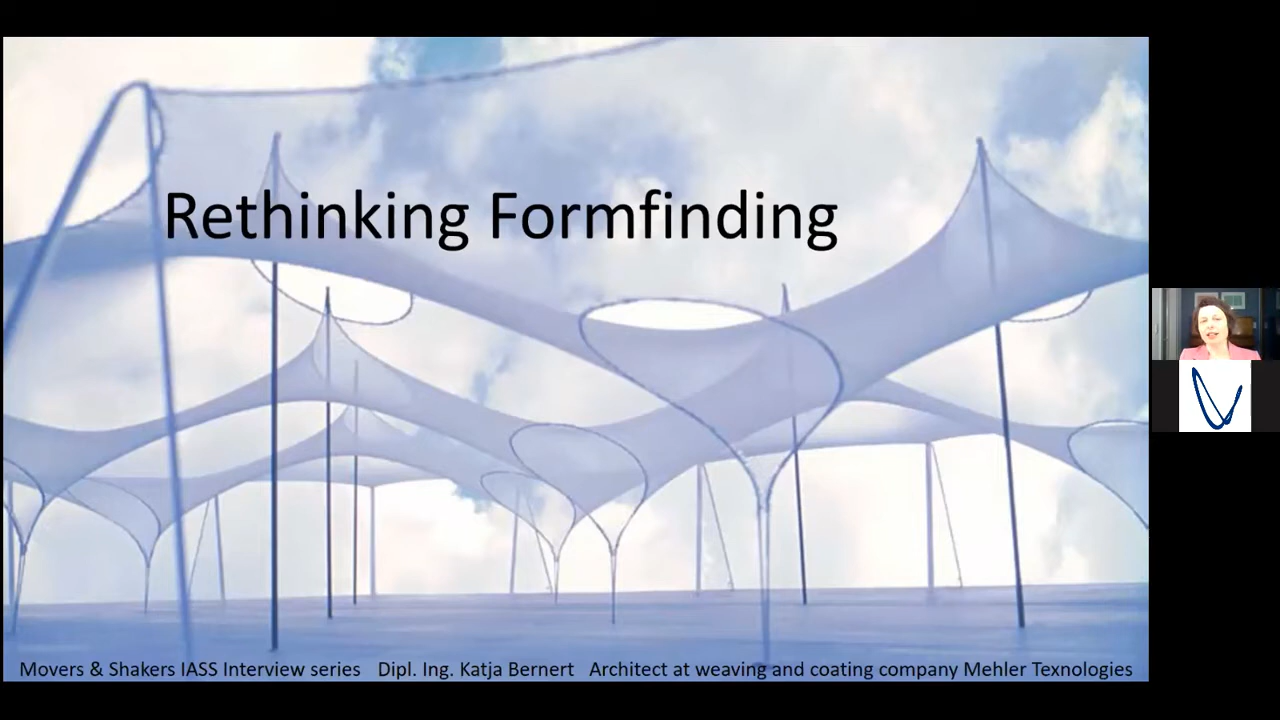 Rethinking Formfinding
Movers & Shakers IASS Interview series   Dipl. Ing. Katja Bernert   Architect at weaving and coating company Mehler Texnologies